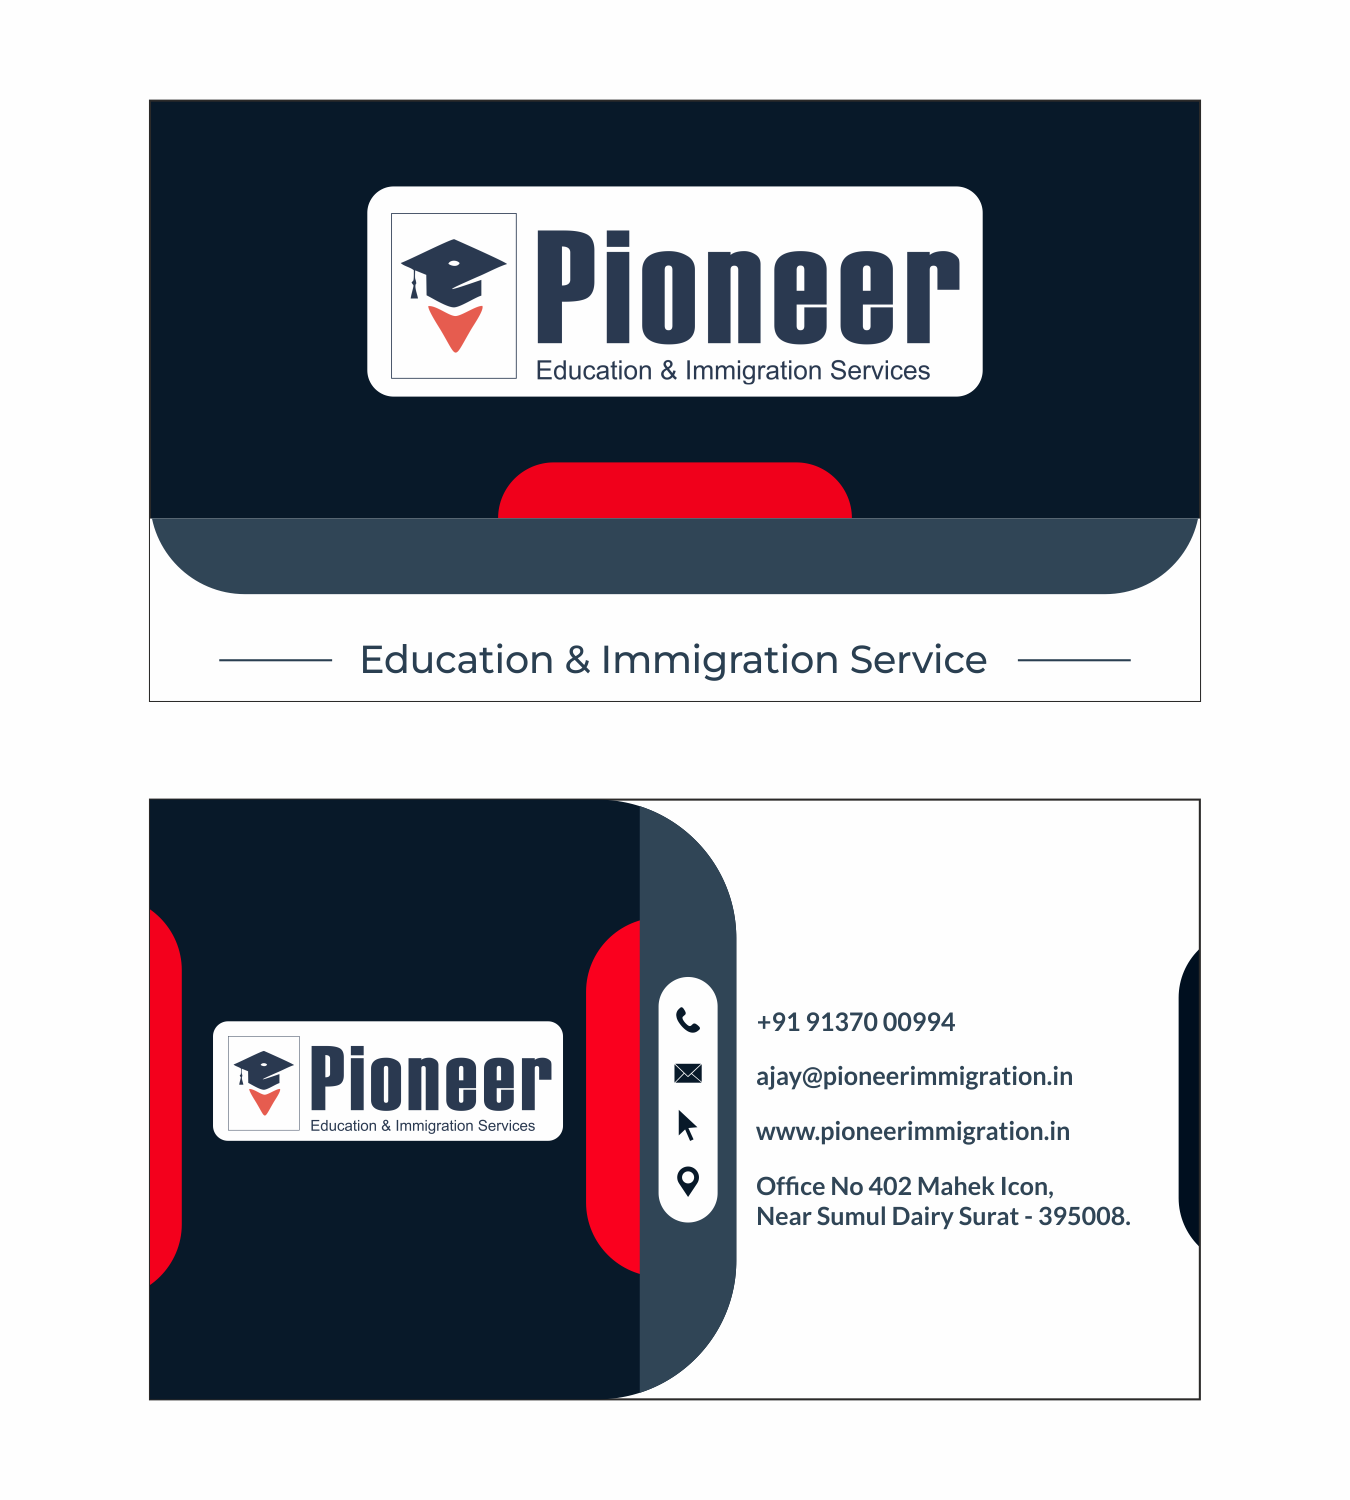 Pioneer
Education & Immigration Services
Education & Immigration Service
Pioneer
Education & Immigration Services
+91 91370 00994
ajay@pioneerimmigration.in
www.pioneerimmigration.in
Office No 402 Mahek Icon,
Near Sumul Dairy Surat - 395008.